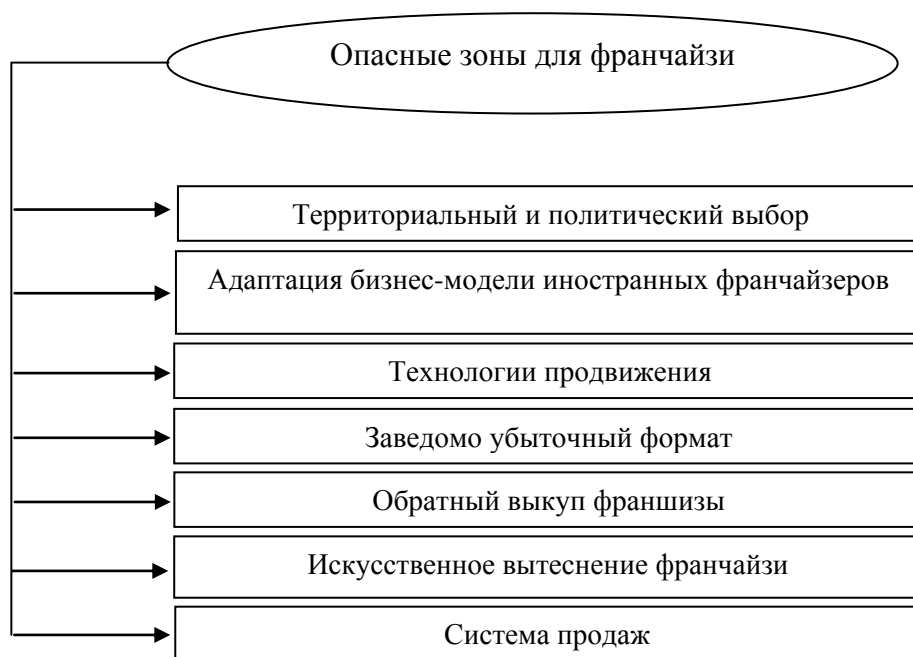 Опасные зоны для франчайзи
Территориальный и политический выбор
Адаптация бизнес-модели иностранных франчайзеров
Технологии продвижения
Заведомо убыточный формат
Обратный выкуп франшизы
Искусственное вытеснение франчайзи
Система продаж